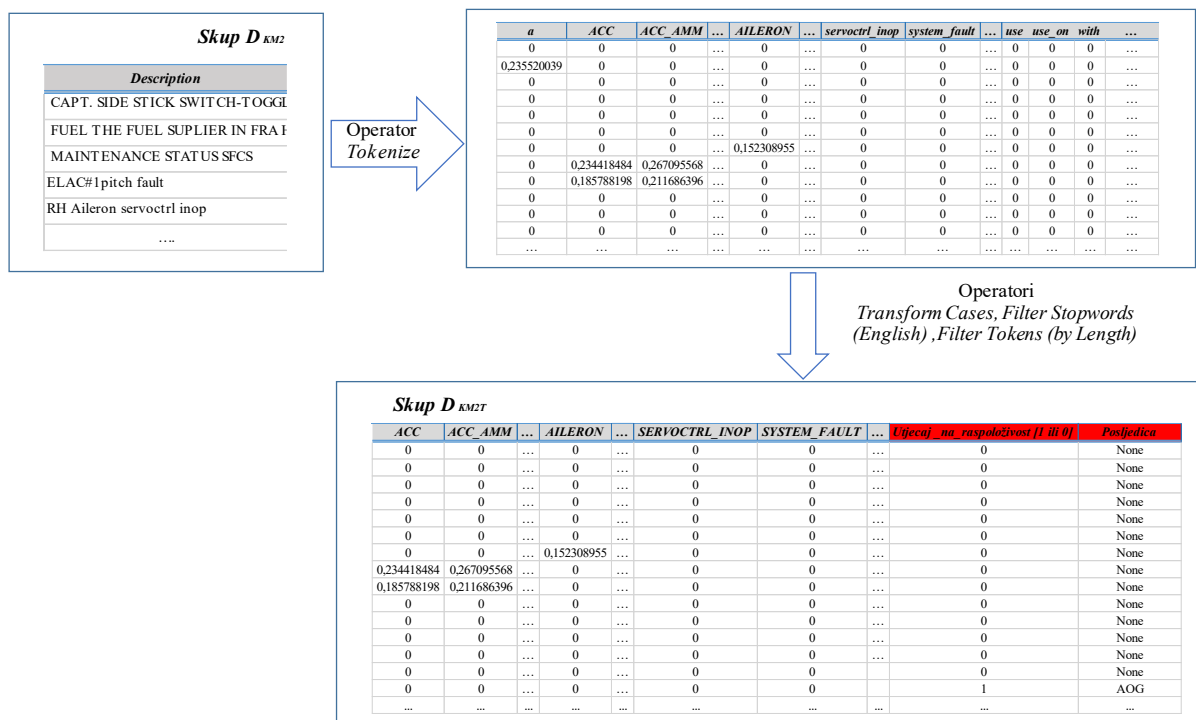 Skup D KM2
Description
CAPT. SIDE STICK SWITCH-TOGGL
FUEL THE FUEL SUPLIER IN FRA H
MAINTENANCE STATUS SFCS
ELAC#1pitch fault
RH Aileron servoctrl inop
….
Operator
Tokenize
a ACC ACC_AMM … AILERON … servoctrl_inop system_fault … use use_on with …
0 0 0 … 0 … 0 0 … 0 0 0 …
0,235520039 0 0 … 0 … 0 0 … 0 0 0 …
0 0 0 … 0 … 0 0 … 0 0 0 …
0 0 0 … 0 … 0 0 … 0 0 0 …
0 0 0 … 0 … 0 0 … 0 0 0 …
0 0 0 … 0 … 0 0 … 0 0 0 …
0 0 0 … 0,152308955 … 0 0 … 0 0 0 …
0 0,234418484 0,267095568 … 0 … 0 0 … 0 0 0 …
0 0,185788198 0,211686396 … 0 … 0 0 … 0 0 0 …
0 0 0 … 0 … 0 0 … 0 0 0 …
0 0 0 … 0 … 0 0 … 0 0 0 …
0 0 0 … 0 … 0 0 … 0 0 0 …
… … … … … … … … … … … … …
Operatori
Transform Cases, Filter Stopwords
(English) ,Filter Tokens (by Length)
Skup D KM2T
ACC ACC_AMM … AILERON … SERVOCTRL_INOP SYSTEM_FAULT … Utjecaj_na_raspoloživost [1 ili 0] Posljedica
0 0 … 0 … 0 0 … 0 None
0 0 … 0 … 0 0 … 0 None
0 0 … 0 … 0 0 … 0 None
0 0 … 0 … 0 0 … 0 None
0 0 … 0 … 0 0 … 0 None
0 0 … 0 … 0 0 … 0 None
0 0 … 0,152308955 … 0 0 … 0 None
0,234418484 0,267095568 … 0 … 0 0 … 0 None
0,185788198 0,211686396 … 0 … 0 0 … 0 None
0 0 … 0 … 0 0 … 0 None
0 0 … 0 … 0 0 … 0 None
0 0 … 0 … 0 0 … 0 None
0 0 … 0 … 0 0 … 0 None
0 0 … 0 … 0 0 0 None
0 0 … 0 … 0 0 1 AOG
... ... ... ... ... ... ... ... ... ...